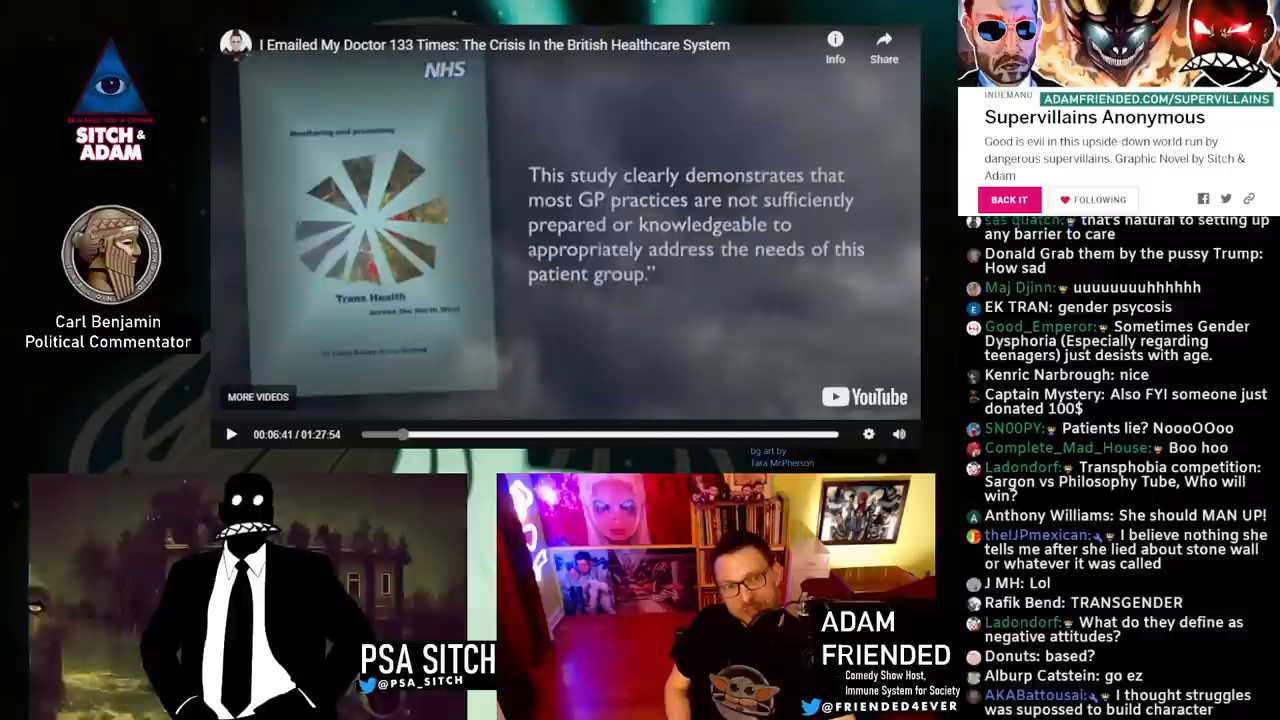 I Emailed My Doctor 133 Times: The Crisis In the British Healthcare System
Info
Share
NHS
Monitoring and promoting
Trans Health
across the North West
This study clearly demonstrates that
most GP practices are not sufficiently
prepared or knowledgeable to
appropriately address the needs of this
patient group.”
MORE VIDEOS
YouTube
00:06:41 / 01:27:54
SITCH &
ADAM
Carl Benjamin
Political Commentator
bg art by
Tara McPherson
PSA SITCH
@PSA_SITCH
ADAM
FRIENDED
Comedy Show Host,
Immune System for Society
@FRIENDED4EVER
INDEMAND
ADAMFRIENDED.COM/SUPERVILLAINS
Supervillains Anonymous
Good is evil in this upside-down world run by
dangerous supervillains. Graphic Novel by Sitch &
Adam
BACK IT
FOLLOWING
sas quatch: that's natural to setting up
any barrier to care
Donald Grab them by the pussy Trump:
How sad
Maj Djinn: uuuuuuuuhhhhhh
EK TRAN: gender psycosis
Good_Emperor: Sometimes Gender
Dysphoria (Especially regarding
teenagers) just desists with age.
Kenric Narbrough: nice
Captain Mystery: Also FYI someone just
donated 100$
SN00PY: Patients lie? NoooOOoo
Complete_Mad_House: Boo hoo
Ladondorf: Transphobia competition:
Sargon vs Philosophy Tube, Who will
win?
Anthony Williams: She should MAN UP!
theIJPmexican: I believe nothing she
tells me after she lied about stone wall
or whatever it was called
J MH: Lol
Rafik Bend: TRANSGENDER
Ladondorf: What do they define as
negative attitudes?
Donuts: based?
Alburp Catstein: go ez
AKABattousai: I thought struggles
was supossed to build character